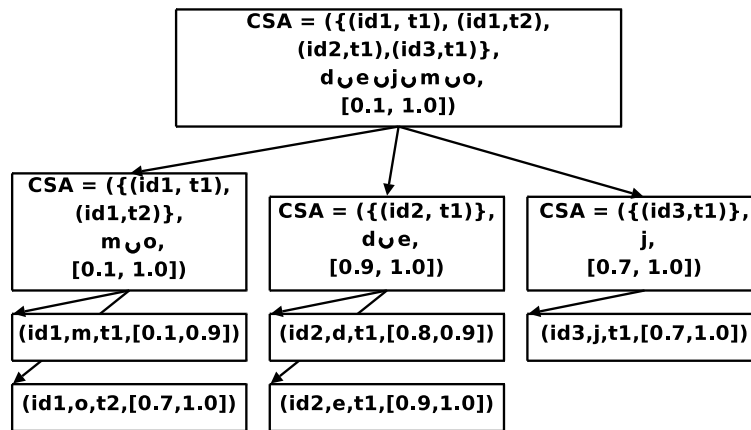 CSA = ({(id1, t1), (id1,t2),
(id2,t1),(id3,t1)},
d∪e∪j∪m∪o,
[0.1, 1.0])
CSA = ({(id1, t1),
(id1,t2)},
m∪o,
[0.1, 1.0])
CSA = ({(id2, t1)},
d∪e,
[0.9, 1.0])
CSA = ({(id3,t1)},
j,
[0.7, 1.0])
(id1,m,t1,[0.1,0.9])
(id2,d,t1,[0.8,0.9])
(id3,j,t1,[0.7,1.0])
(id1,o,t2,[0.7,1.0])
(id2,e,t1,[0.9,1.0])